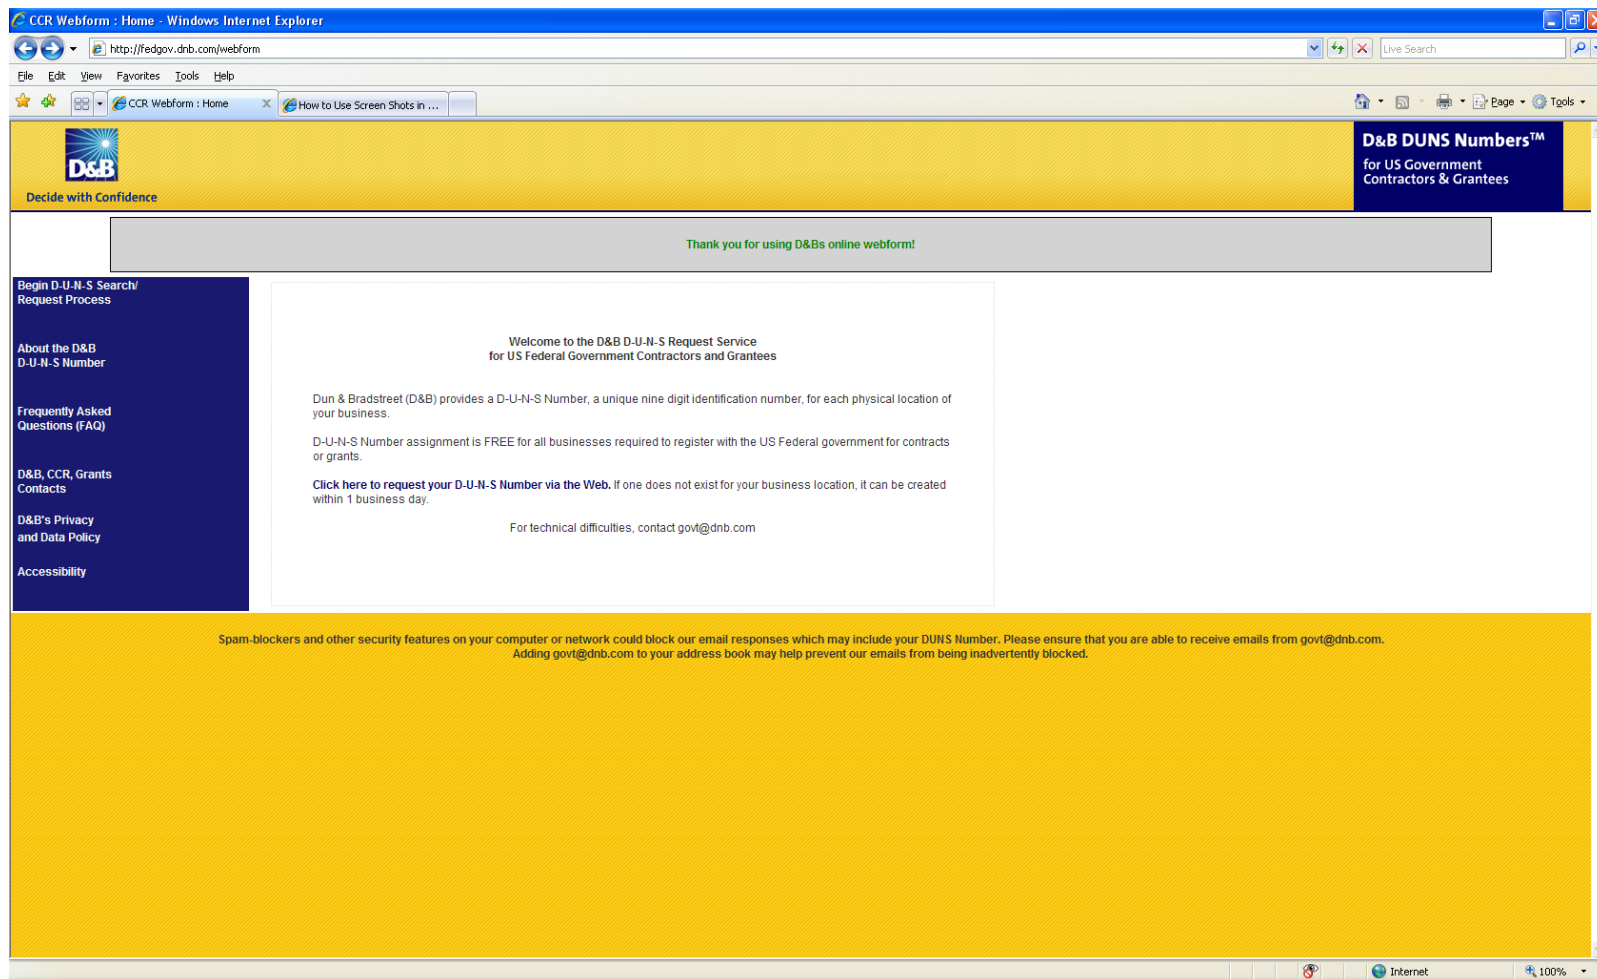 CCR Webform : Home - Windows Internet Explorer
http://fedgov.dnb.com/webform
Live Search
File Edit View Favorites Tools Help
CCR Webform : Home
How to Use Screen Shots in ...
Page
Tools
D&B
Decide with Confidence
D&B DUNS Numbers™
for US Government
Contractors & Grantees
Thank you for using D&Bs online webform!
Begin D-U-N-S Search/
Request Process
About the D&B
D-U-N-S Number
Frequently Asked
Questions (FAQ)
D&B, CCR, Grants
Contacts
D&B's Privacy
and Data Policy
Accessibility
Welcome to the D&B D-U-N-S Request Service
for US Federal Government Contractors and Grantees
Dun & Bradstreet (D&B) provides a D-U-N-S Number, a unique nine digit identification number, for each physical location of
your business.
D-U-N-S Number assignment is FREE for all businesses required to register with the US Federal government for contracts
or grants.
Click here to request your D-U-N-S Number via the Web. If one does not exist for your business location, it can be created
within 1 business day.
For technical difficulties, contact govt@dnb.com
Spam-blockers and other security features on your computer or network could block our email responses which may include your DUNS Number. Please ensure that you are able to receive emails from govt@dnb.com.
Adding govt@dnb.com to your address book may help prevent our emails from being inadvertently blocked.
Internet
100%